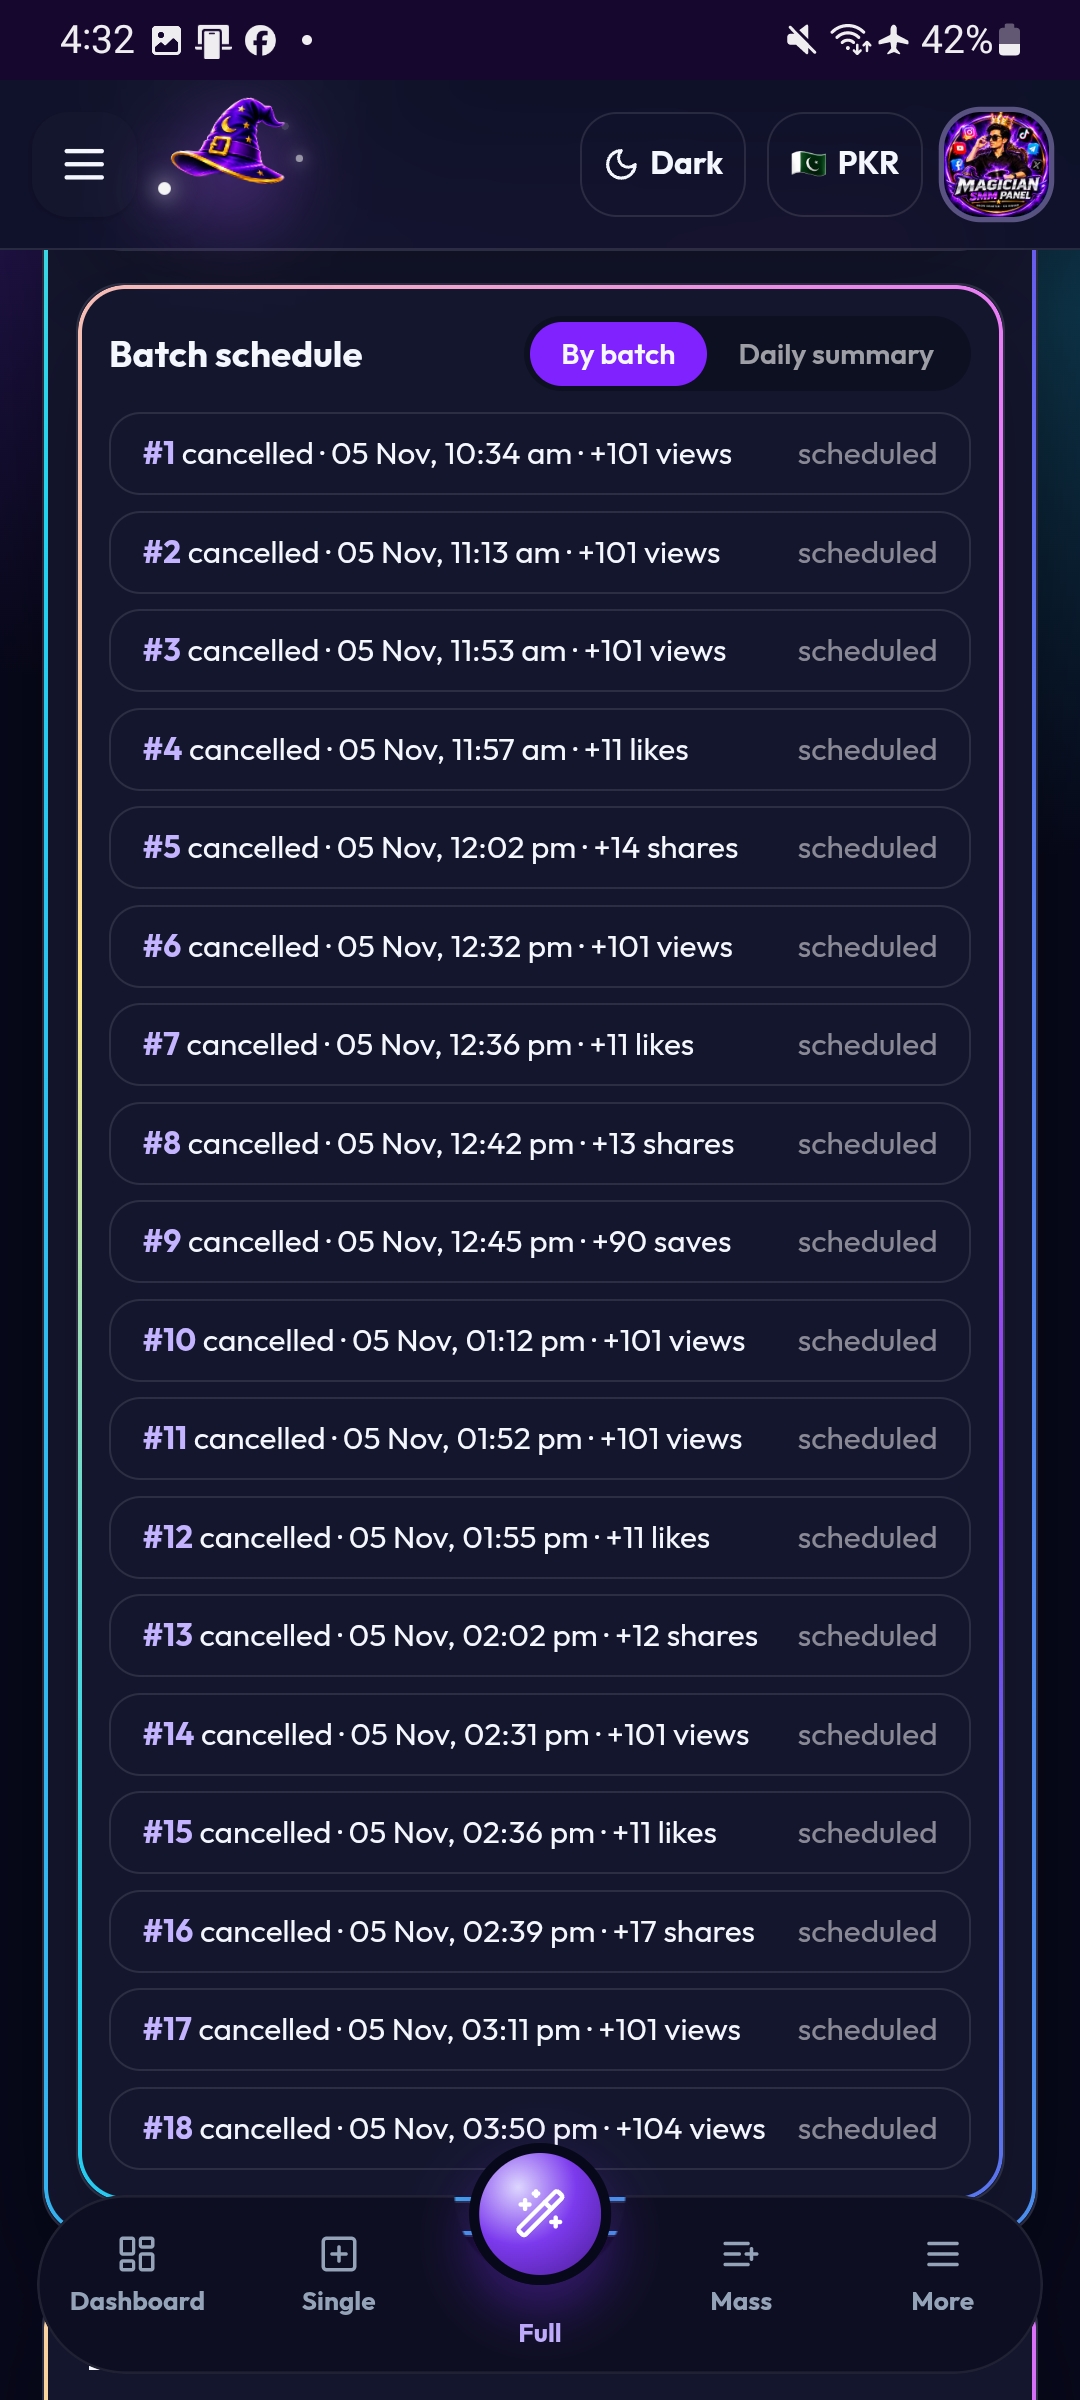 4:32
42%
Dark
PKR
MAGICIAN
SMM PANEL
Batch schedule
By batch
Daily summary
#1 cancelled · 05 Nov, 10:34 am · +101 views scheduled
#2 cancelled · 05 Nov, 11:13 am · +101 views scheduled
#3 cancelled · 05 Nov, 11:53 am · +101 views scheduled
#4 cancelled · 05 Nov, 11:57 am · +11 likes scheduled
#5 cancelled · 05 Nov, 12:02 pm · +14 shares scheduled
#6 cancelled · 05 Nov, 12:32 pm · +101 views scheduled
#7 cancelled · 05 Nov, 12:36 pm · +11 likes scheduled
#8 cancelled · 05 Nov, 12:42 pm · +13 shares scheduled
#9 cancelled · 05 Nov, 12:45 pm · +90 saves scheduled
#10 cancelled · 05 Nov, 01:12 pm · +101 views scheduled
#11 cancelled · 05 Nov, 01:52 pm · +101 views scheduled
#12 cancelled · 05 Nov, 01:55 pm · +11 likes scheduled
#13 cancelled · 05 Nov, 02:02 pm · +12 shares scheduled
#14 cancelled · 05 Nov, 02:31 pm · +101 views scheduled
#15 cancelled · 05 Nov, 02:36 pm · +11 likes scheduled
#16 cancelled · 05 Nov, 02:39 pm · +17 shares scheduled
#17 cancelled · 05 Nov, 03:11 pm · +101 views scheduled
#18 cancelled · 05 Nov, 03:50 pm · +104 views scheduled
Dashboard
Single
Full
Mass
More